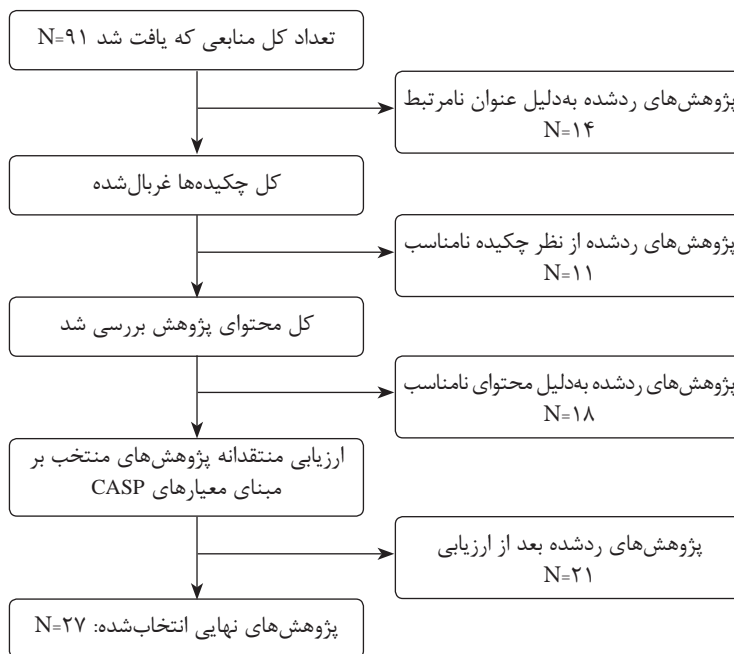 تعداد کل منابعی که یافت شد N=۹۱
پژوهش‌های ردشده به‌دلیل عنوان نامرتبط
N=۱۴
کل چکیده‌ها غربال‌شده
پژوهش‌های ردشده از نظر چکیده نامناسب
N=۱۱
کل محتوای پژوهش بررسی شد
پژوهش‌های ردشده به‌دلیل محتوای نامناسب
N=۱۸
ارزیابی منتقدانه پژوهش‌های منتخب بر
مبنای معیارهای CASP
پژوهش‌های ردشده بعد از ارزیابی
N=۲۱
پژوهش‌های نهایی انتخاب‌شده: N=۲۷